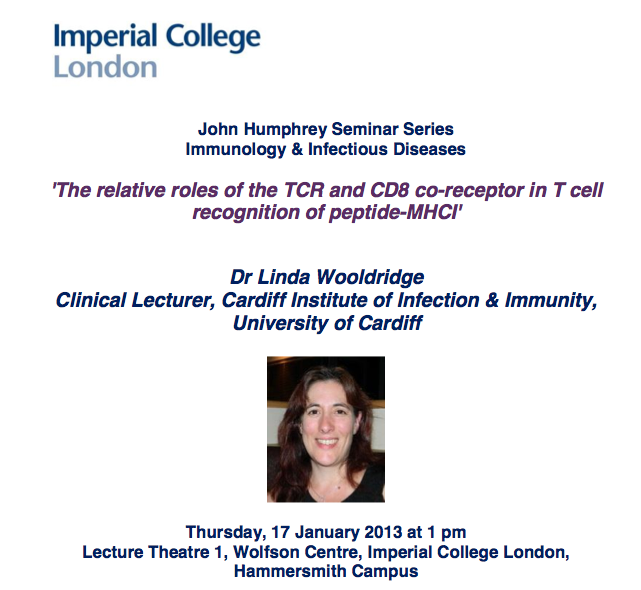 Imperial College
London
John Humphrey Seminar Series
Immunology & Infectious Diseases
'The relative roles of the TCR and CD8 co-receptor in T cell
recognition of peptide-MHCI'
Dr Linda Wooldridge
Clinical Lecturer, Cardiff Institute of Infection & Immunity,
University of Cardiff
Thursday, 17 January 2013 at 1 pm
Lecture Theatre 1, Wolfson Centre, Imperial College London,
Hammersmith Campus